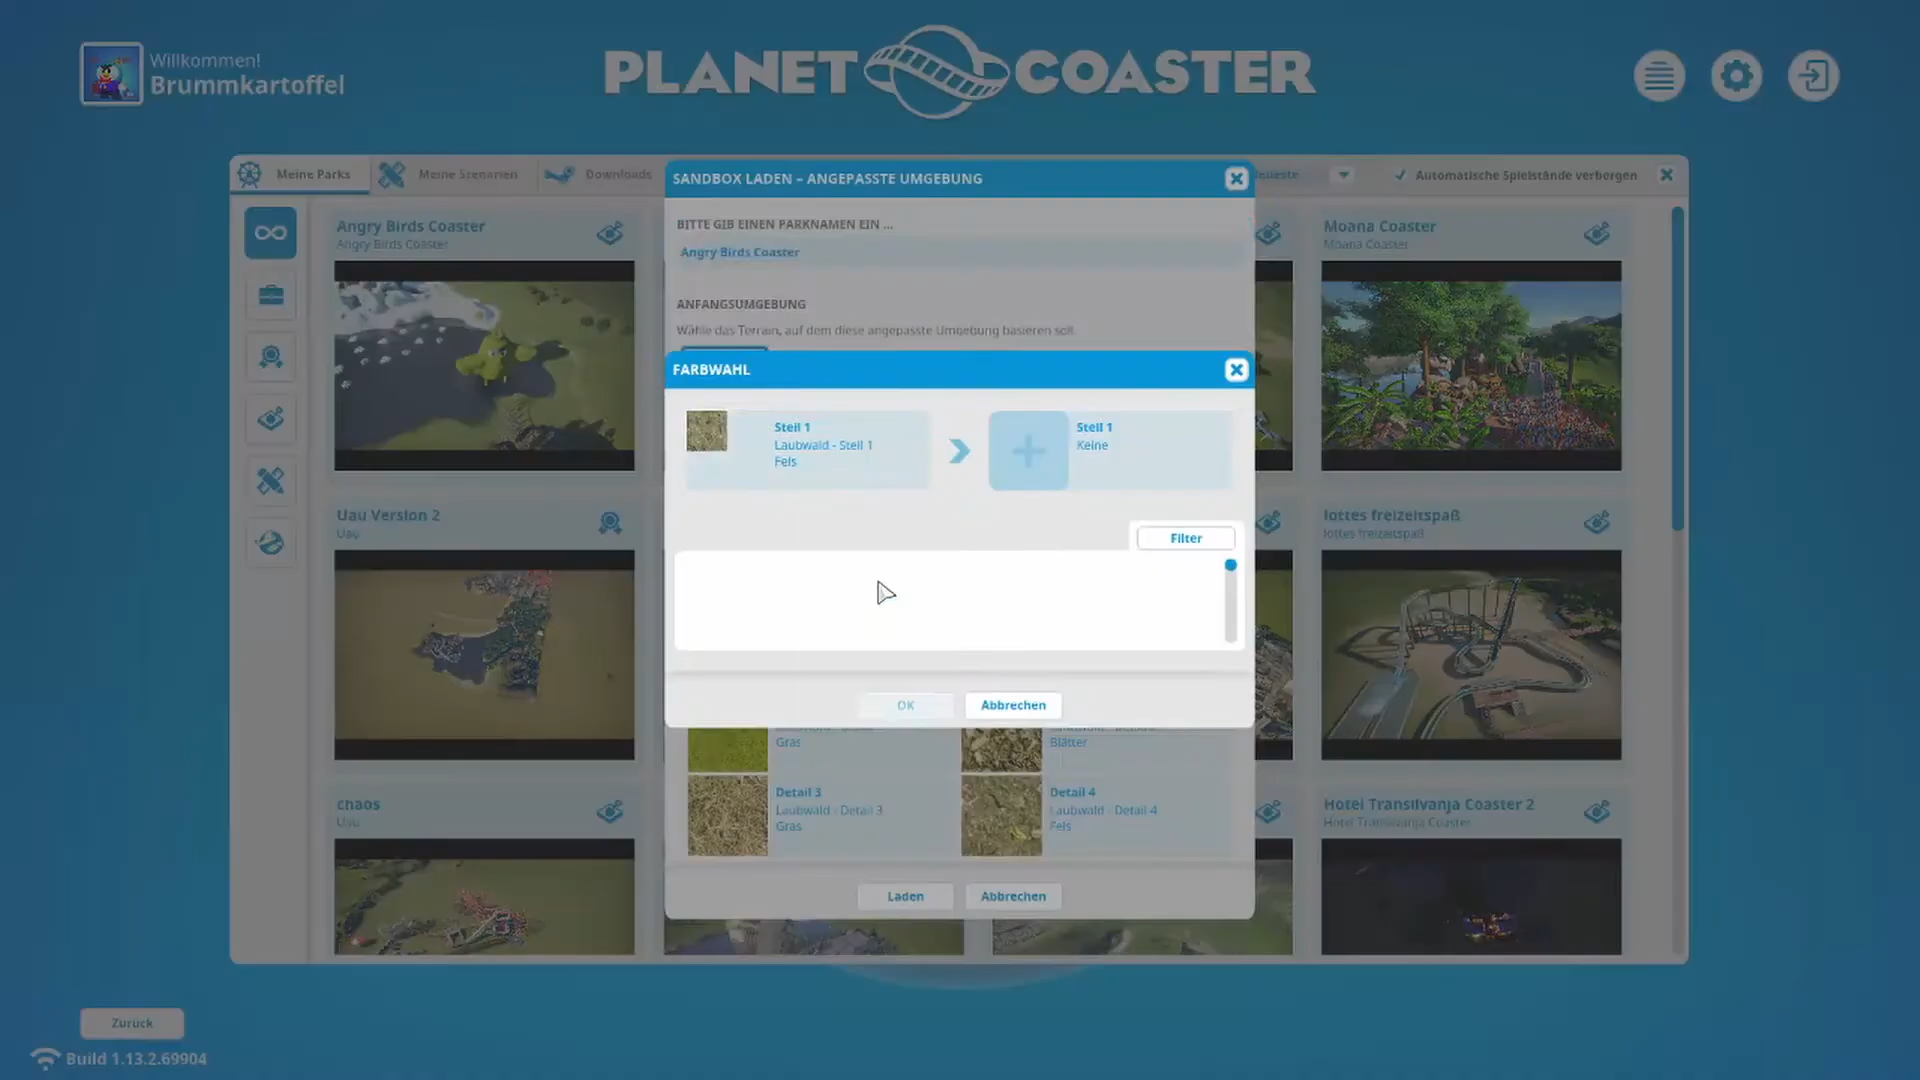 Willkommen!
Brummkartoffel
PLANET COASTER
Meine Parks
Meine Szenarien
Downloads
Automatische Spielstände verbergen
SANDBOX LADEN – ANGEPASSTE UMGEBUNG
BITTE GIB EINEN PARKNAMEN EIN ...
Angry Birds Coaster
ANFANGSUMGEBUNG
Wähle das Terrain, auf dem diese angepasste Umgebung basieren soll.
Angry Birds Coaster
Angry Birds Coaster
Moana Coaster
Moana Coaster
FARBWAHL
Steil 1
Laubwald - Steil 1
Fels
Steil 1
Keine
Filter
OK
Abbrechen
Uau Version 2
Uau
lottes freizeitspaß
lottes freizeitspaß
Gras
Blätter
Detail 3
Laubwald - Detail 3
Gras
Detail 4
Laubwald - Detail 4
Fels
Laden
Abbrechen
chaos
Uau
Hotel Transilvanja Coaster 2
Hotel Transilvanja Coaster
Zurück
Build 1.13.2.69904